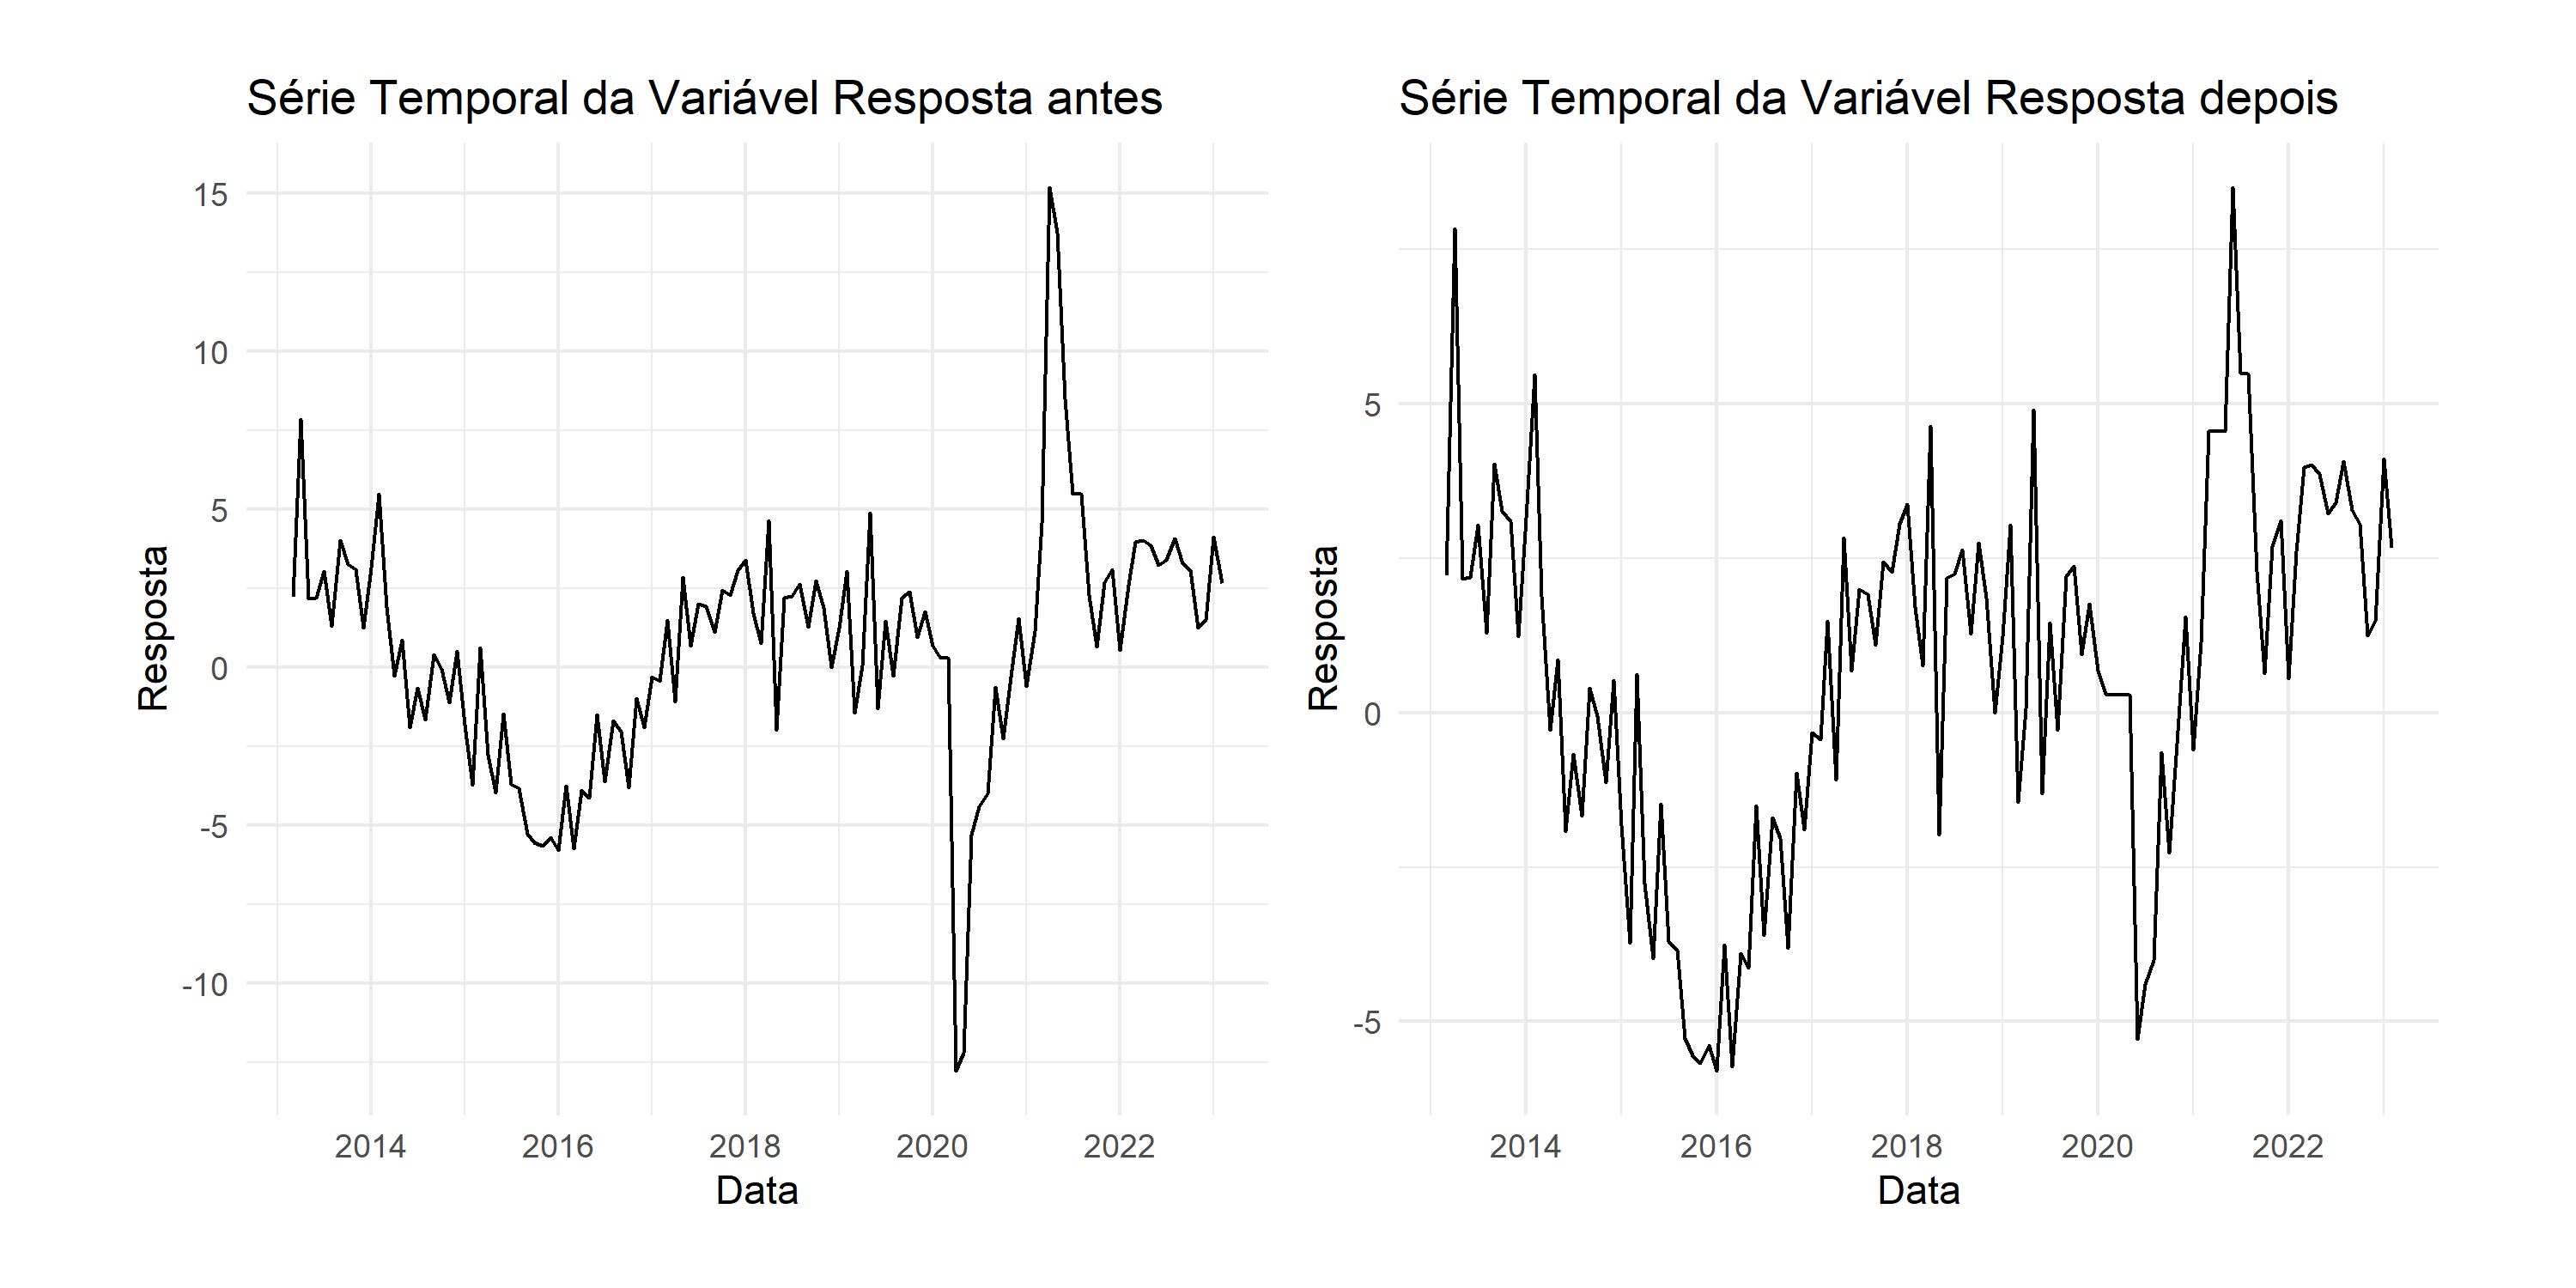 Série Temporal da Variável Resposta antes
Resposta
15
10
5
0
-5
-10
2014 2016 2018 2020 2022
Data
Série Temporal da Variável Resposta depois
Resposta
5
0
-5
2014 2016 2018 2020 2022
Data